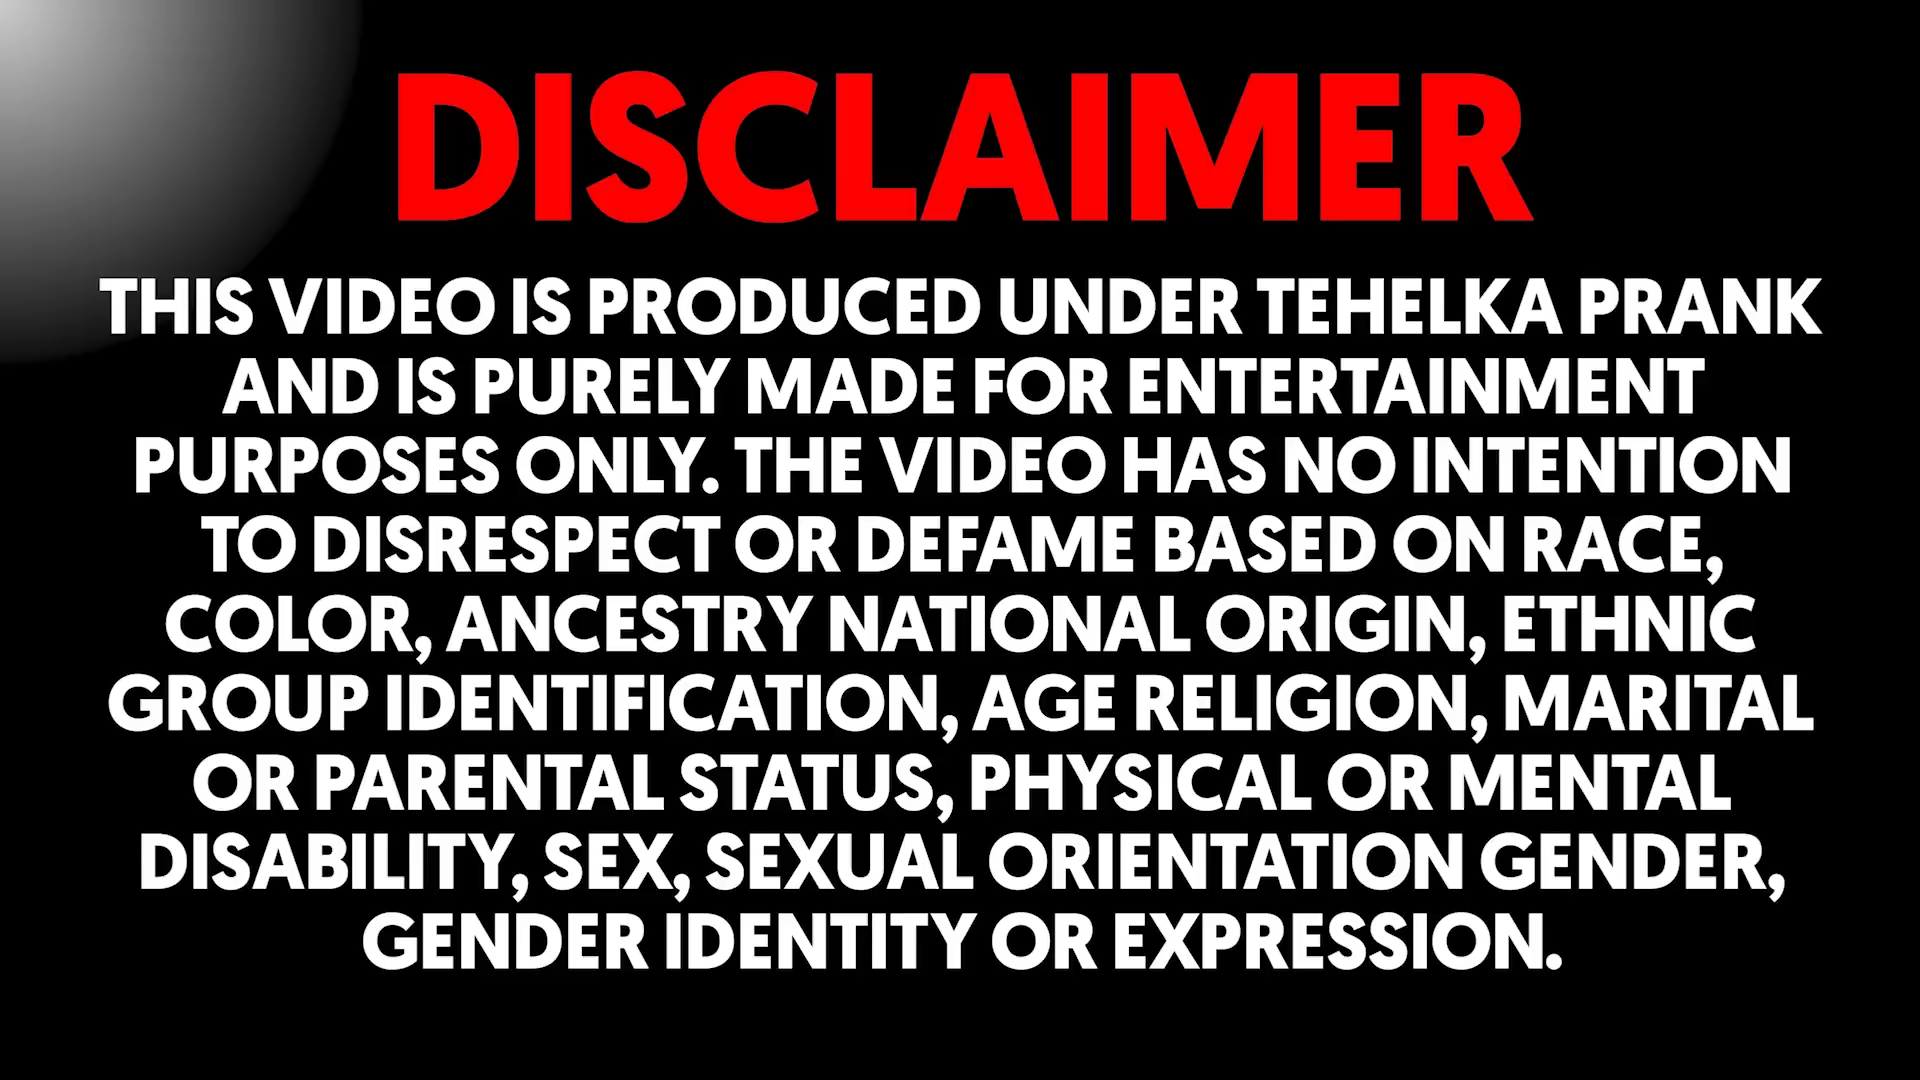 DISCLAIMER
THIS VIDEO IS PRODUCED UNDER TEHELKA PRANK
AND IS PURELY MADE FOR ENTERTAINMENT
PURPOSES ONLY. THE VIDEO HAS NO INTENTION
TO DISRESPECT OR DEFAME BASED ON RACE,
COLOR, ANCESTRY NATIONAL ORIGIN, ETHNIC
GROUP IDENTIFICATION, AGE RELIGION, MARITAL
OR PARENTAL STATUS, PHYSICAL OR MENTAL
DISABILITY, SEX, SEXUAL ORIENTATION GENDER,
GENDER IDENTITY OR EXPRESSION.